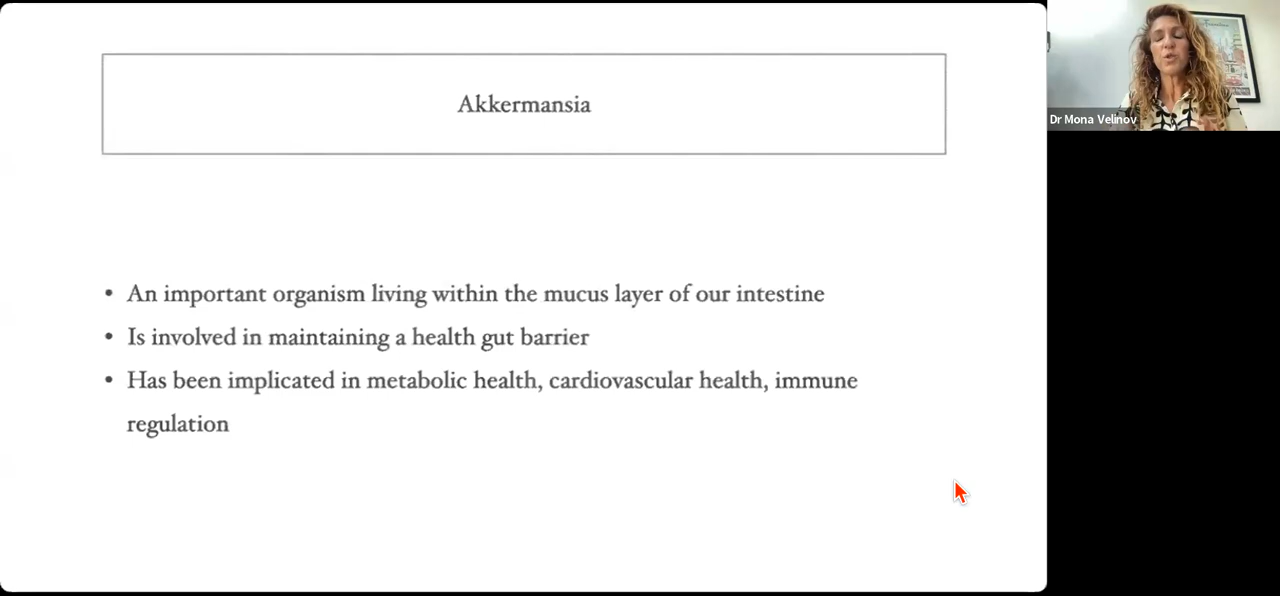 Akkermansia
• An important organism living within the mucus layer of our intestine
• Is involved in maintaining a health gut barrier
• Has been implicated in metabolic health, cardiovascular health, immune
regulation
Dr Mona Velinov